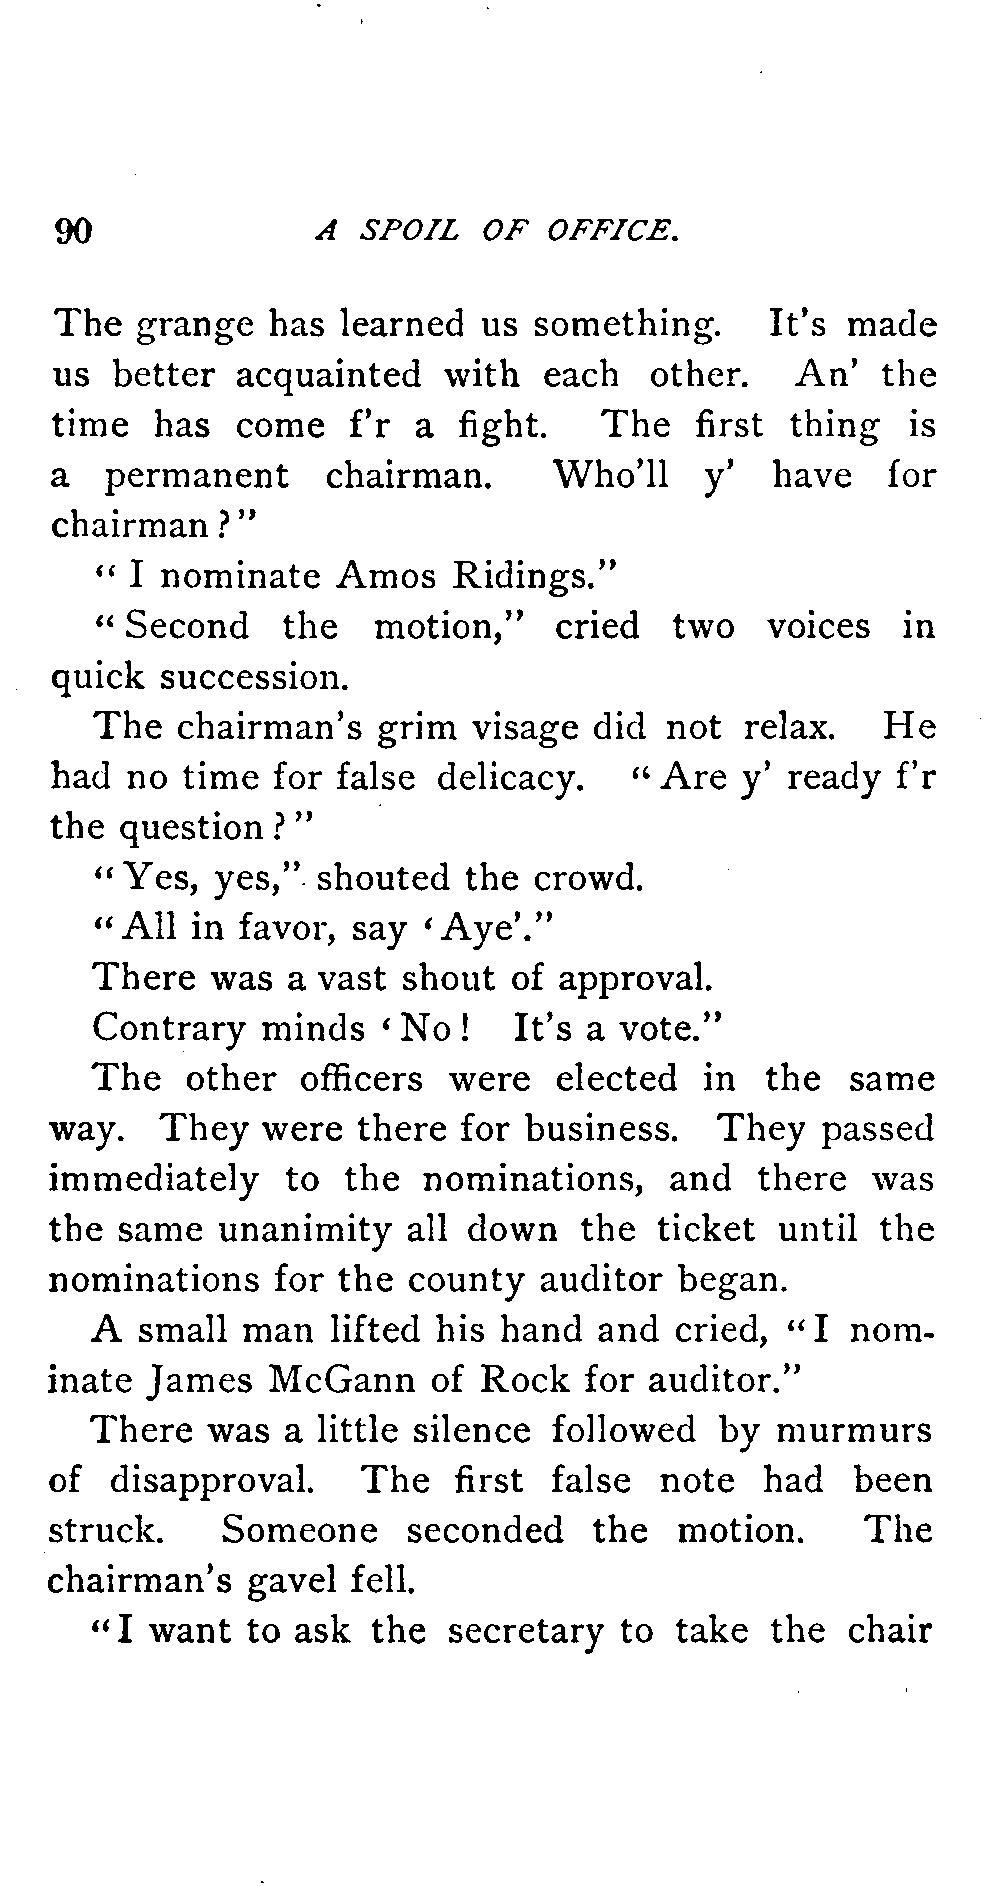 90 A SPOIL OF OFFICE.
The grange has learned us something. It's made
us better acquainted with each other. An' the
time has come f'r a fight. The first thing is
a permanent chairman. Who'll y' have for
chairman?"
"I nominate Amos Ridings."
"Second the motion," cried two voices in
quick succession.
The chairman's grim visage did not relax. He
had no time for false delicacy. "Are y' ready f'r
the question?"
"Yes, yes," shouted the crowd.
"All in favor, say 'Aye'."
There was a vast shout of approval.
Contrary minds 'No! It's a vote."
The other officers were elected in the same
way. They were there for business. They passed
immediately to the nominations, and there was
the same unanimity all down the ticket until the
nominations for the county auditor began.
A small man lifted his hand and cried, "I nom-
inate James McGann of Rock for auditor."
There was a little silence followed by murmurs
of disapproval. The first false note had been
struck. Someone seconded the motion. The
chairman's gavel fell.
"I want to ask the secretary to take the chair